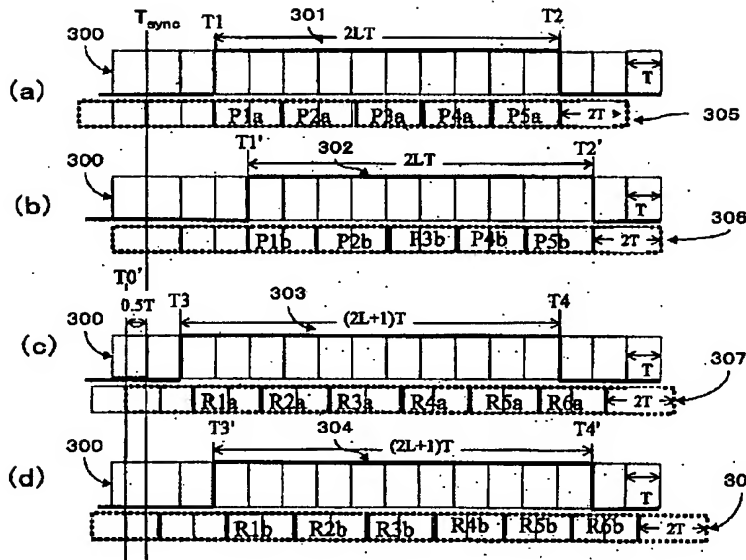 Tsync T1 301 T2
300 2LT
(a) T
P1a P2a P3a P4a P5a 2T 305
T1' 302 T2'
300 2LT
(b) T
P1b P2b P3b P4b P5b 2T 306
T0'
0.5T T3 303 T4
300 (2L+1)T
(c) T 307
R1a R2a R3a R4a R5a R6a 2T
T3' 304 T4'
300 (2L+1)T
(d) T 30
R1b R2b R3b R4b R5b R6b 2T